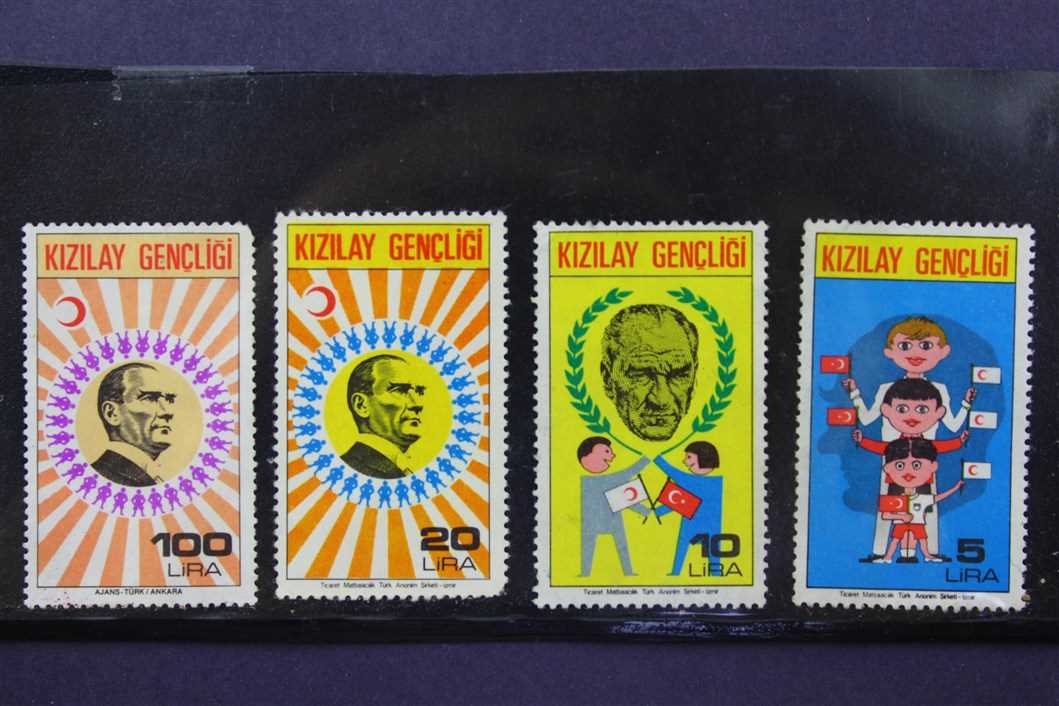 KIZILAY GENÇLİĞİ
100
LİRA
AJANS-TÜRK/ANKARA
KIZILAY GENÇLİĞİ
20
LİRA
Ticaret Matbaacılık Türk Anonim Şirketi-İzmir
KIZILAY GENÇLİĞİ
10
LİRA
Ticaret Matbaacılık Türk Anonim Şirketi-İzmir
KIZILAY GENÇLİĞİ
5
LİRA
Ticaret Matbaacılık Türk Anonim Şirketi-İzmir